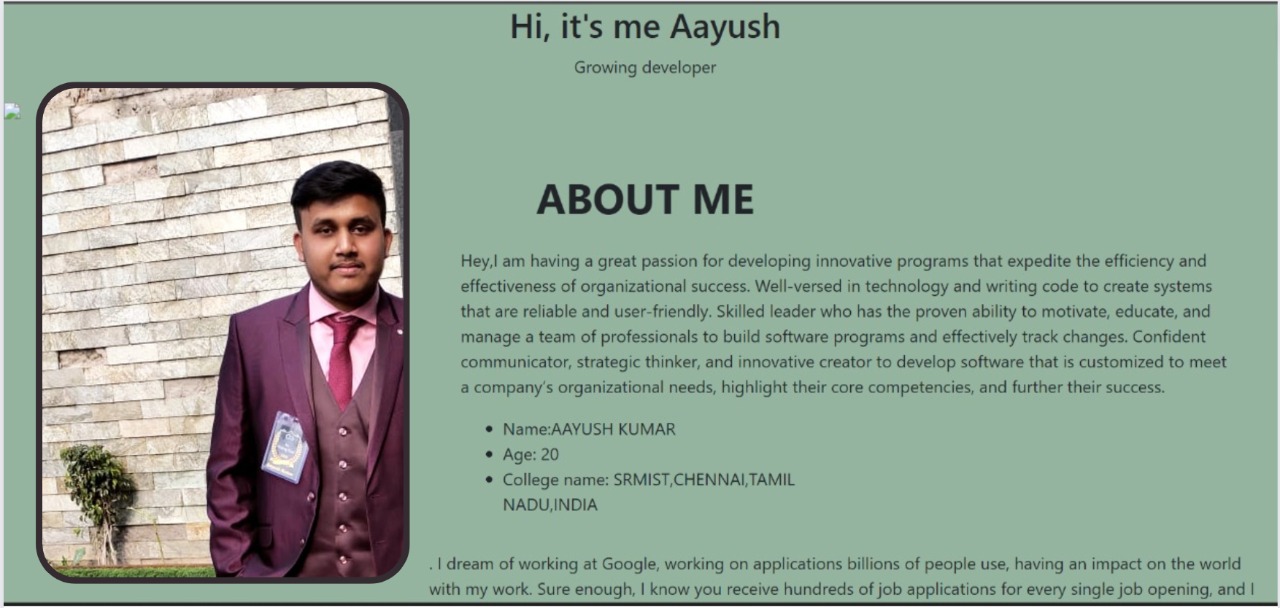 Hi, it's me Aayush
Growing developer
ABOUT ME
Hey,I am having a great passion for developing innovative programs that expedite the efficiency and
effectiveness of organizational success. Well-versed in technology and writing code to create systems
that are reliable and user-friendly. Skilled leader who has the proven ability to motivate, educate, and
manage a team of professionals to build software programs and effectively track changes. Confident
communicator, strategic thinker, and innovative creator to develop software that is customized to meet
a company's organizational needs, highlight their core competencies, and further their success.
• Name:AAYUSH KUMAR
• Age: 20
• College name: SRMIST,CHENNAI,TAMIL
NADU,INDIA
. I dream of working at Google, working on applications billions of people use, having an impact on the world
with my work. Sure enough, I know you receive hundreds of job applications for every single job opening, and I